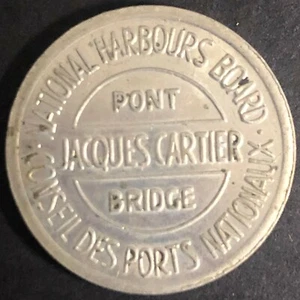 NATIONAL HARBOURS BOARD
PONT
JACQUES CARTIER
BRIDGE
CONSEIL DES PORTS NATIONAUX